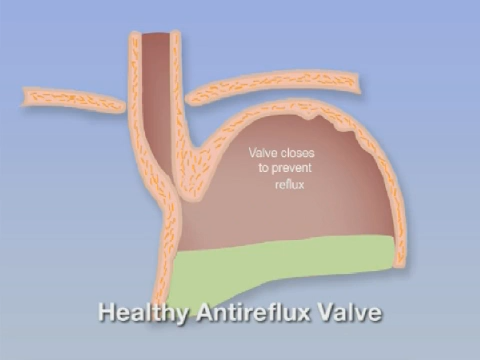 Valve closes
to prevent
reflux
Healthy Antireflux Valve